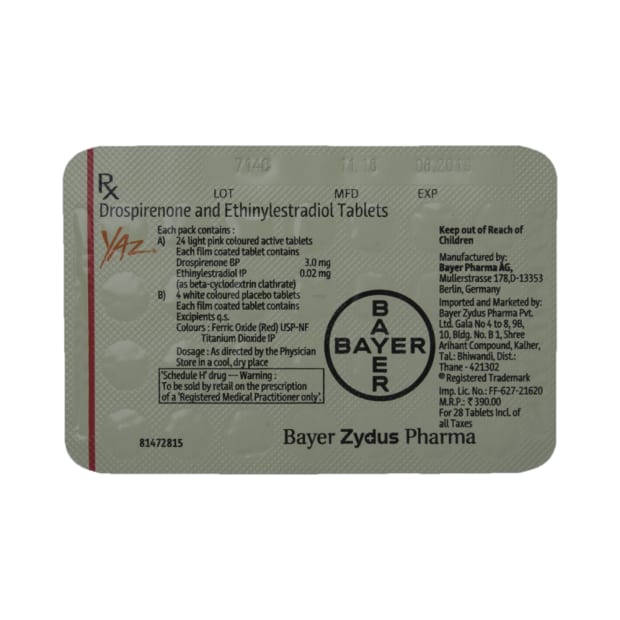 714C 11.16 08.2019
LOT MFD EXP
Rx
Drospirenone and Ethinylestradiol Tablets
YAZ
Each pack contains :
A) 24 light pink coloured active tablets
Each film coated tablet contains
Drospirenone BP 3.0 mg
Ethinylestradiol IP 0.02 mg
(as beta-cyclodextrin clathrate)
B) 4 white coloured placebo tablets
Each film coated tablet contains
Excipients q.s.
Colours : Ferric Oxide (Red) USP-NF
Titanium Dioxide IP
Dosage : As directed by the Physician
Store in a cool, dry place
'Schedule H' drug — Warning :
To be sold by retail on the prescription
of a 'Registered Medical Practitioner only'.
81472815
BAYER
BAYER
Bayer Zydus Pharma
Keep out of Reach of
Children
Manufactured by:
Bayer Pharma AG,
Mullerstrasse 178,D-13353
Berlin, Germany
Imported and Marketed by:
Bayer Zydus Pharma Pvt.
Ltd. Gala No 4 to 8, 9B,
10, Bldg. No. B 1, Shree
Arihant Compound, Kalher,
Tal.: Bhiwandi, Dist.:
Thane - 421302
® Registered Trademark
Imp. Lic. No.: FF-627-21620
M.R.P.: ₹ 390.00
For 28 Tablets Incl. of
all Taxes